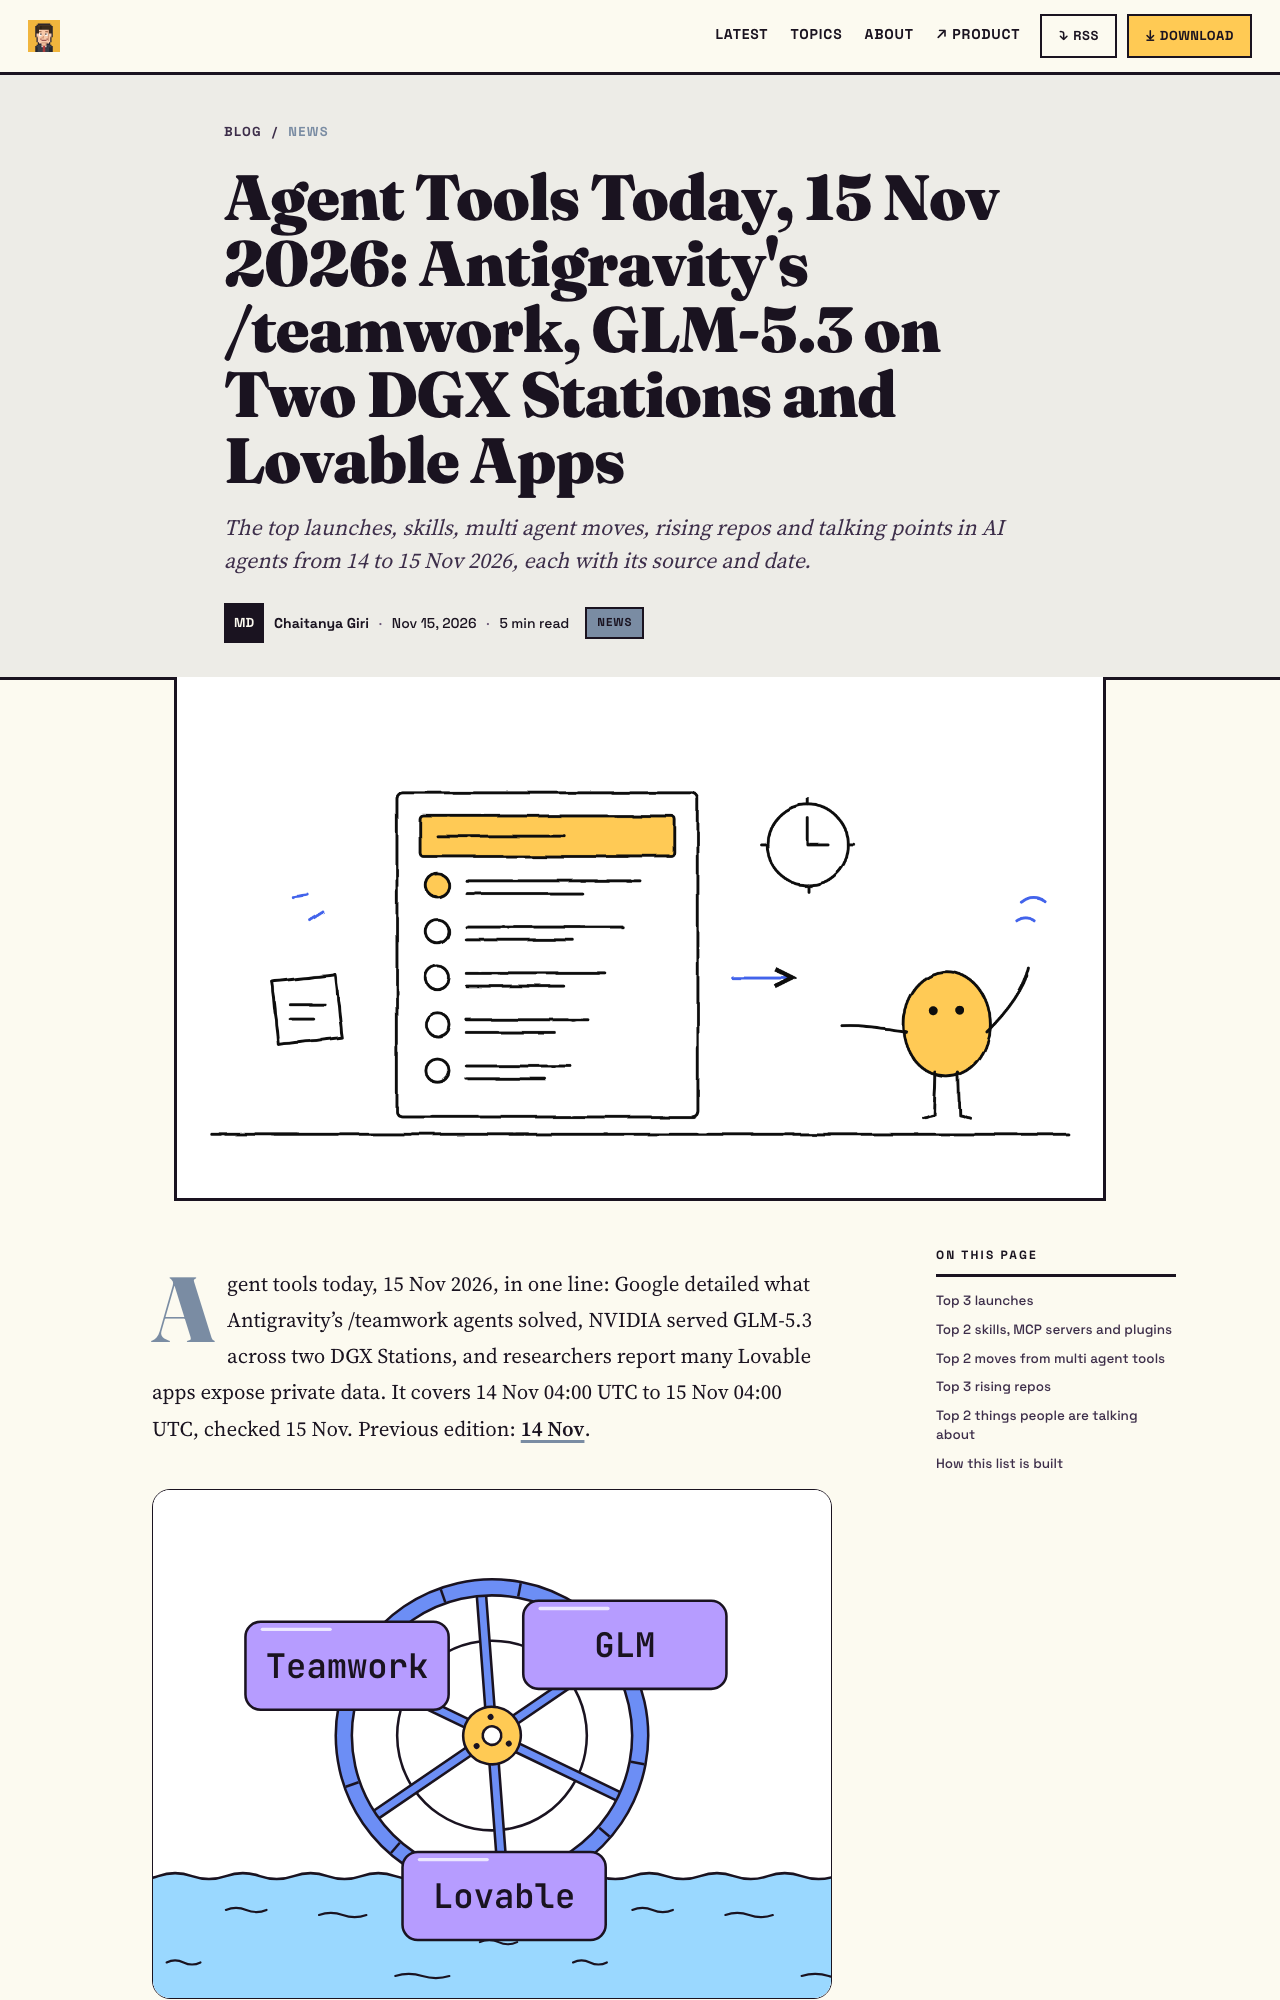 LATEST TOPICS ABOUT ↗ PRODUCT ⤵ RSS ⤓ DOWNLOAD
BLOG / NEWS
Agent Tools Today, 15 Nov
2026: Antigravity's
/teamwork, GLM-5.3 on
Two DGX Stations and
Lovable Apps
The top launches, skills, multi agent moves, rising repos and talking points in AI
agents from 14 to 15 Nov 2026, each with its source and date.
MD Chaitanya Giri · Nov 15, 2026 · 5 min read NEWS
Agent tools today, 15 Nov 2026, in one line: Google detailed what
Antigravity’s /teamwork agents solved, NVIDIA served GLM-5.3
across two DGX Stations, and researchers report many Lovable
apps expose private data. It covers 14 Nov 04:00 UTC to 15 Nov 04:00
UTC, checked 15 Nov. Previous edition: 14 Nov.
ON THIS PAGE
Top 3 launches
Top 2 skills, MCP servers and plugins
Top 2 moves from multi agent tools
Top 3 rising repos
Top 2 things people are talking
about
How this list is built
Teamwork
GLM
Lovable